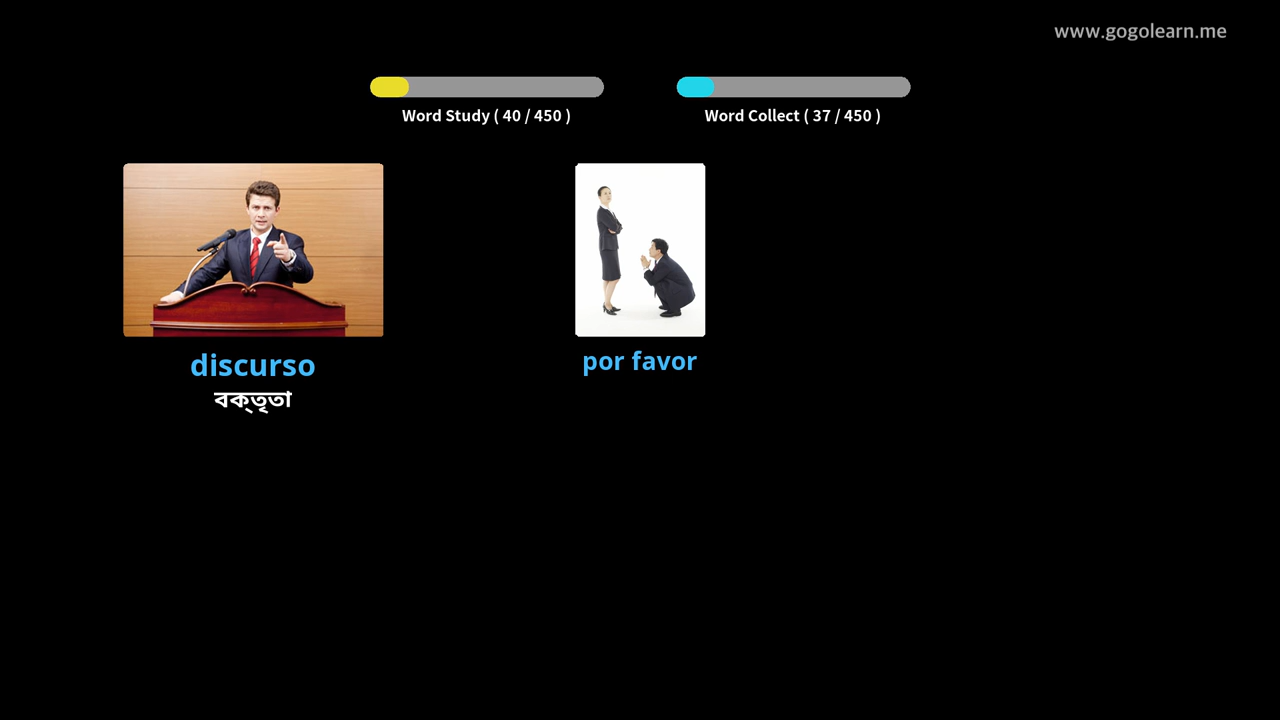 www.gogolearn.me
Word Study ( 40 / 450 )
Word Collect ( 37 / 450 )
discurso
por favor
বক্তৃতা